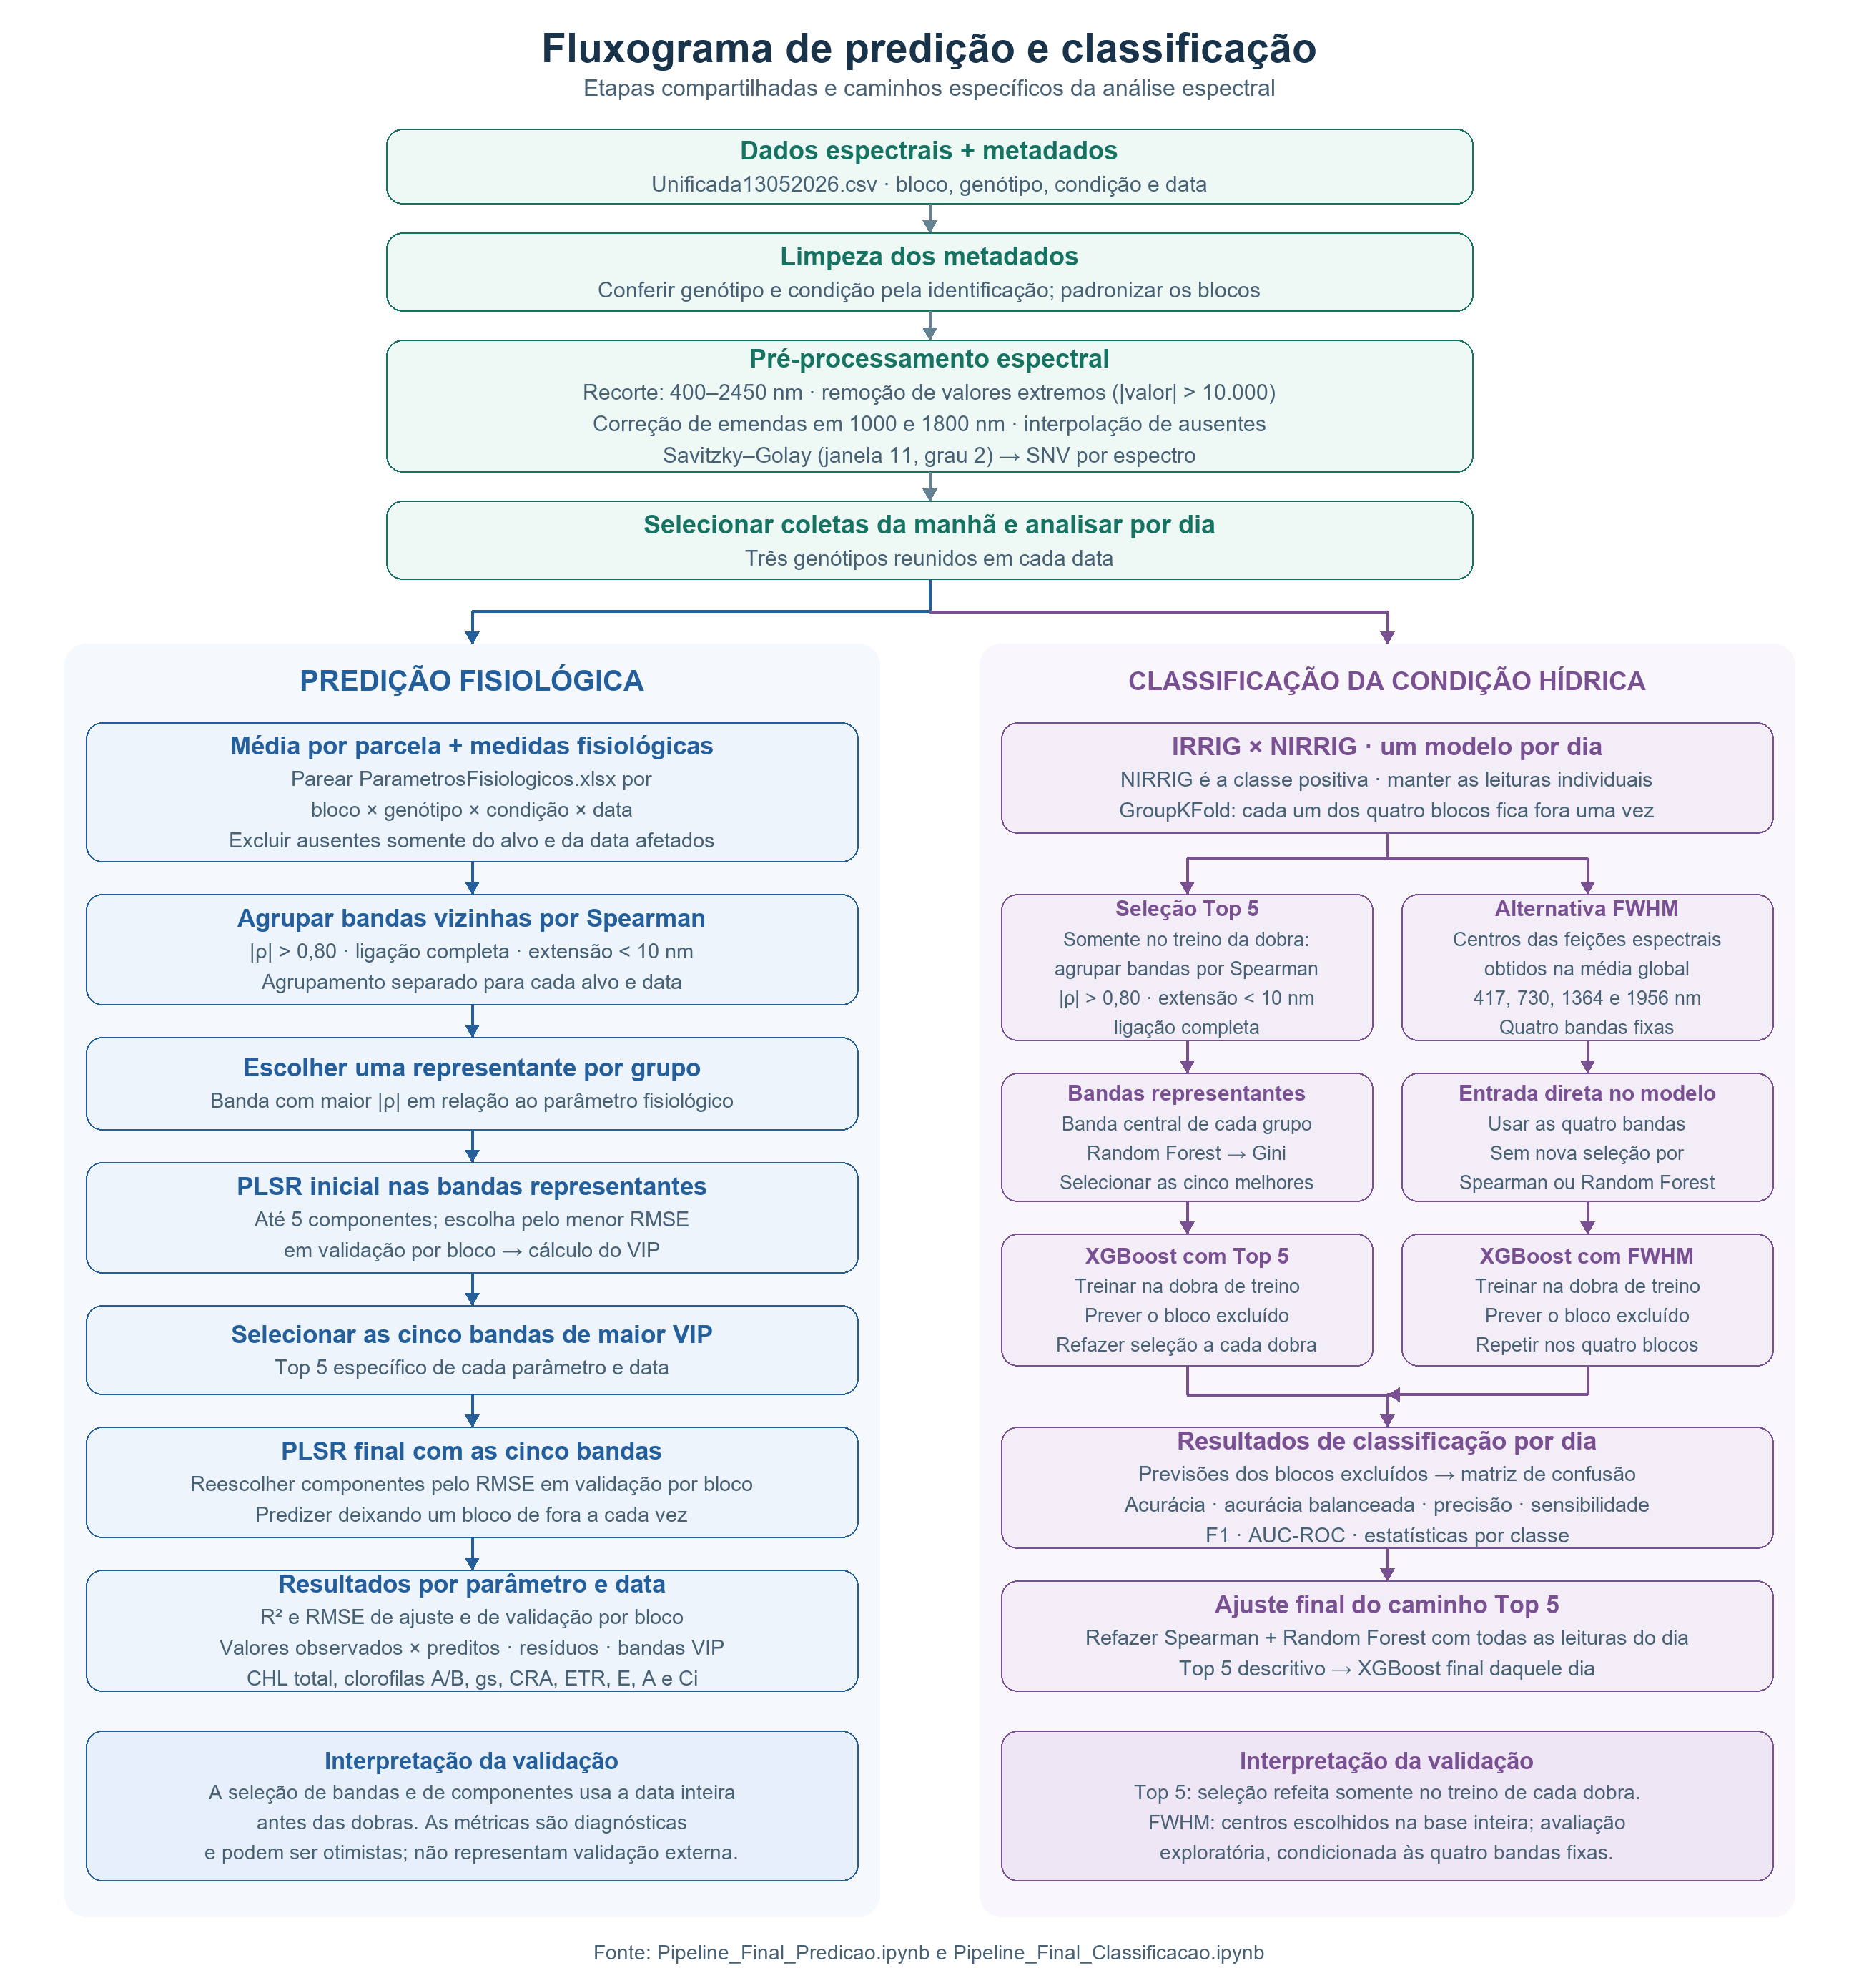 Fluxograma de predição e classificação
Etapas compartilhadas e caminhos específicos da análise espectral
Dados espectrais + metadados
Unificada13052026.csv · bloco, genótipo, condição e data
Limpeza dos metadados
Conferir genótipo e condição pela identificação; padronizar os blocos
Pré-processamento espectral
Recorte: 400–2450 nm · remoção de valores extremos (|valor| > 10.000)
Correção de emendas em 1000 e 1800 nm · interpolação de ausentes
Savitzky–Golay (janela 11, grau 2) → SNV por espectro
Selecionar coletas da manhã e analisar por dia
Três genótipos reunidos em cada data
PREDIÇÃO FISIOLÓGICA
Média por parcela + medidas fisiológicas
Parear ParametrosFisiologicos.xlsx por
bloco × genótipo × condição × data
Excluir ausentes somente do alvo e da data afetados
Agrupar bandas vizinhas por Spearman
|ρ| > 0,80 · ligação completa · extensão < 10 nm
Agrupamento separado para cada alvo e data
Escolher uma representante por grupo
Banda com maior |ρ| em relação ao parâmetro fisiológico
PLSR inicial nas bandas representantes
Até 5 componentes; escolha pelo menor RMSE
em validação por bloco → cálculo do VIP
Selecionar as cinco bandas de maior VIP
Top 5 específico de cada parâmetro e data
PLSR final com as cinco bandas
Reescolher componentes pelo RMSE em validação por bloco
Predizer deixando um bloco de fora a cada vez
Resultados por parâmetro e data
R² e RMSE de ajuste e de validação por bloco
Valores observados × preditos · resíduos · bandas VIP
CHL total, clorofilas A/B, gs, CRA, ETR, E, A e Ci
Interpretação da validação
A seleção de bandas e de componentes usa a data inteira
antes das dobras. As métricas são diagnósticas
e podem ser otimistas; não representam validação externa.
CLASSIFICAÇÃO DA CONDIÇÃO HÍDRICA
IRRIG × NIRRIG · um modelo por dia
NIRRIG é a classe positiva · manter as leituras individuais
GroupKFold: cada um dos quatro blocos fica fora uma vez
Seleção Top 5
Somente no treino da dobra:
agrupar bandas por Spearman
|ρ| > 0,80 · extensão < 10 nm
ligação completa
Bandas representantes
Banda central de cada grupo
Random Forest → Gini
Selecionar as cinco melhores
XGBoost com Top 5
Treinar na dobra de treino
Prever o bloco excluído
Refazer seleção a cada dobra
Alternativa FWHM
Centros das feições espectrais
obtidos na média global
417, 730, 1364 e 1956 nm
Quatro bandas fixas
Entrada direta no modelo
Usar as quatro bandas
Sem nova seleção por
Spearman ou Random Forest
XGBoost com FWHM
Treinar na dobra de treino
Prever o bloco excluído
Repetir nos quatro blocos
Resultados de classificação por dia
Previsões dos blocos excluídos → matriz de confusão
Acurácia · acurácia balanceada · precisão · sensibilidade
F1 · AUC-ROC · estatísticas por classe
Ajuste final do caminho Top 5
Refazer Spearman + Random Forest com todas as leituras do dia
Top 5 descritivo → XGBoost final daquele dia
Interpretação da validação
Top 5: seleção refeita somente no treino de cada dobra.
FWHM: centros escolhidos na base inteira; avaliação
exploratória, condicionada às quatro bandas fixas.
Fonte: Pipeline_Final_Predicao.ipynb e Pipeline_Final_Classificacao.ipynb